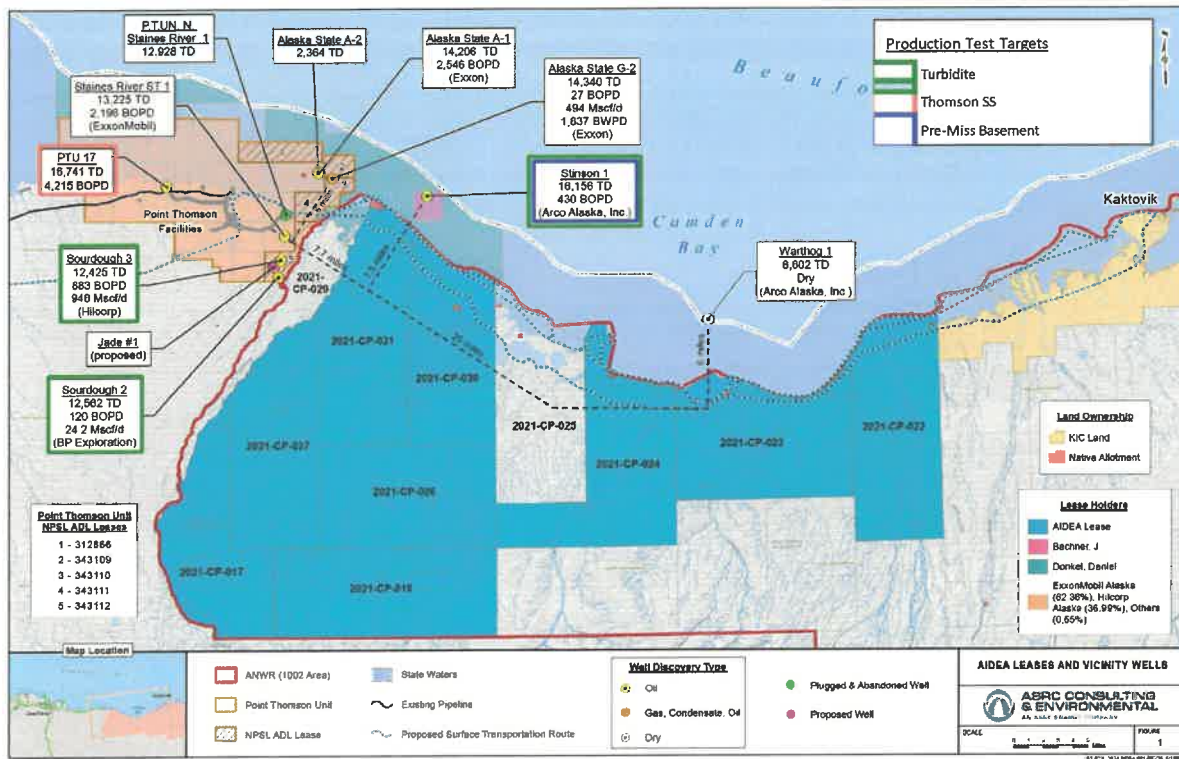 P.T.U.N. N.
Staines River 1
12,928 TD
Alaska State A-2
2,364 TD
Alaska State A-1
14,206 TD
2,546 BOPD
(Exxon)
Alaska State G-2
14,340 TD
27 BOPD
494 Mscf/d
1,637 BWPD
(Exxon)
Staines River ST 1
13,225 TD
2,196 BOPD
(ExxonMobil)
PTU 17
16,741 TD
4,215 BOPD
Point Thomson
Facilities
Stinson 1
16,156 TD
430 BOPD
(Arco Alaska, Inc.)
Production Test Targets
Turbidite
Thomson SS
Pre-Miss Basement
Beaufo
Camden
Bay
Kaktovik
Warthog 1
8,602 TD
Dry
(Arco Alaska, Inc.)
Sourdough 3
12,425 TD
883 BOPD
948 Mscf/d
(Hilcorp)
Jade #1
(proposed)
Sourdough 2
12,562 TD
120 BOPD
24.2 Mscf/d
(BP Exploration)
2021-
CP-029
2021-CP-031
2021-CP-030
2021-CP-025
2021-CP-022
2021-CP-023
2021-CP-024
2021-CP-027
2021-CP-026
2021-CP-017
2021-CP-018
Point Thomson Unit
NPSL ADL Leases
1 - 312866
2 - 343109
3 - 343110
4 - 343111
5 - 343112
Land Ownership
KIC Land
Native Allotment
Lease Holders
AIDEA Lease
Bachner, J
Donkel, Daniel
ExxonMobil Alaska
(62.36%), Hilcorp
Alaska (36.99%), Others
(0.65%)
Map Location
ANWR (1002 Area)
Point Thomson Unit
NPSL ADL Lease
State Waters
Existing Pipeline
Proposed Surface Transportation Route
Well Discovery Type
Oil
Gas, Condensate, Oil
Dry
Plugged & Abandoned Well
Proposed Well
AIDEA LEASES AND VICINITY WELLS
ASRC CONSULTING
& ENVIRONMENTAL
SCALE
Miles
FIGURE
1